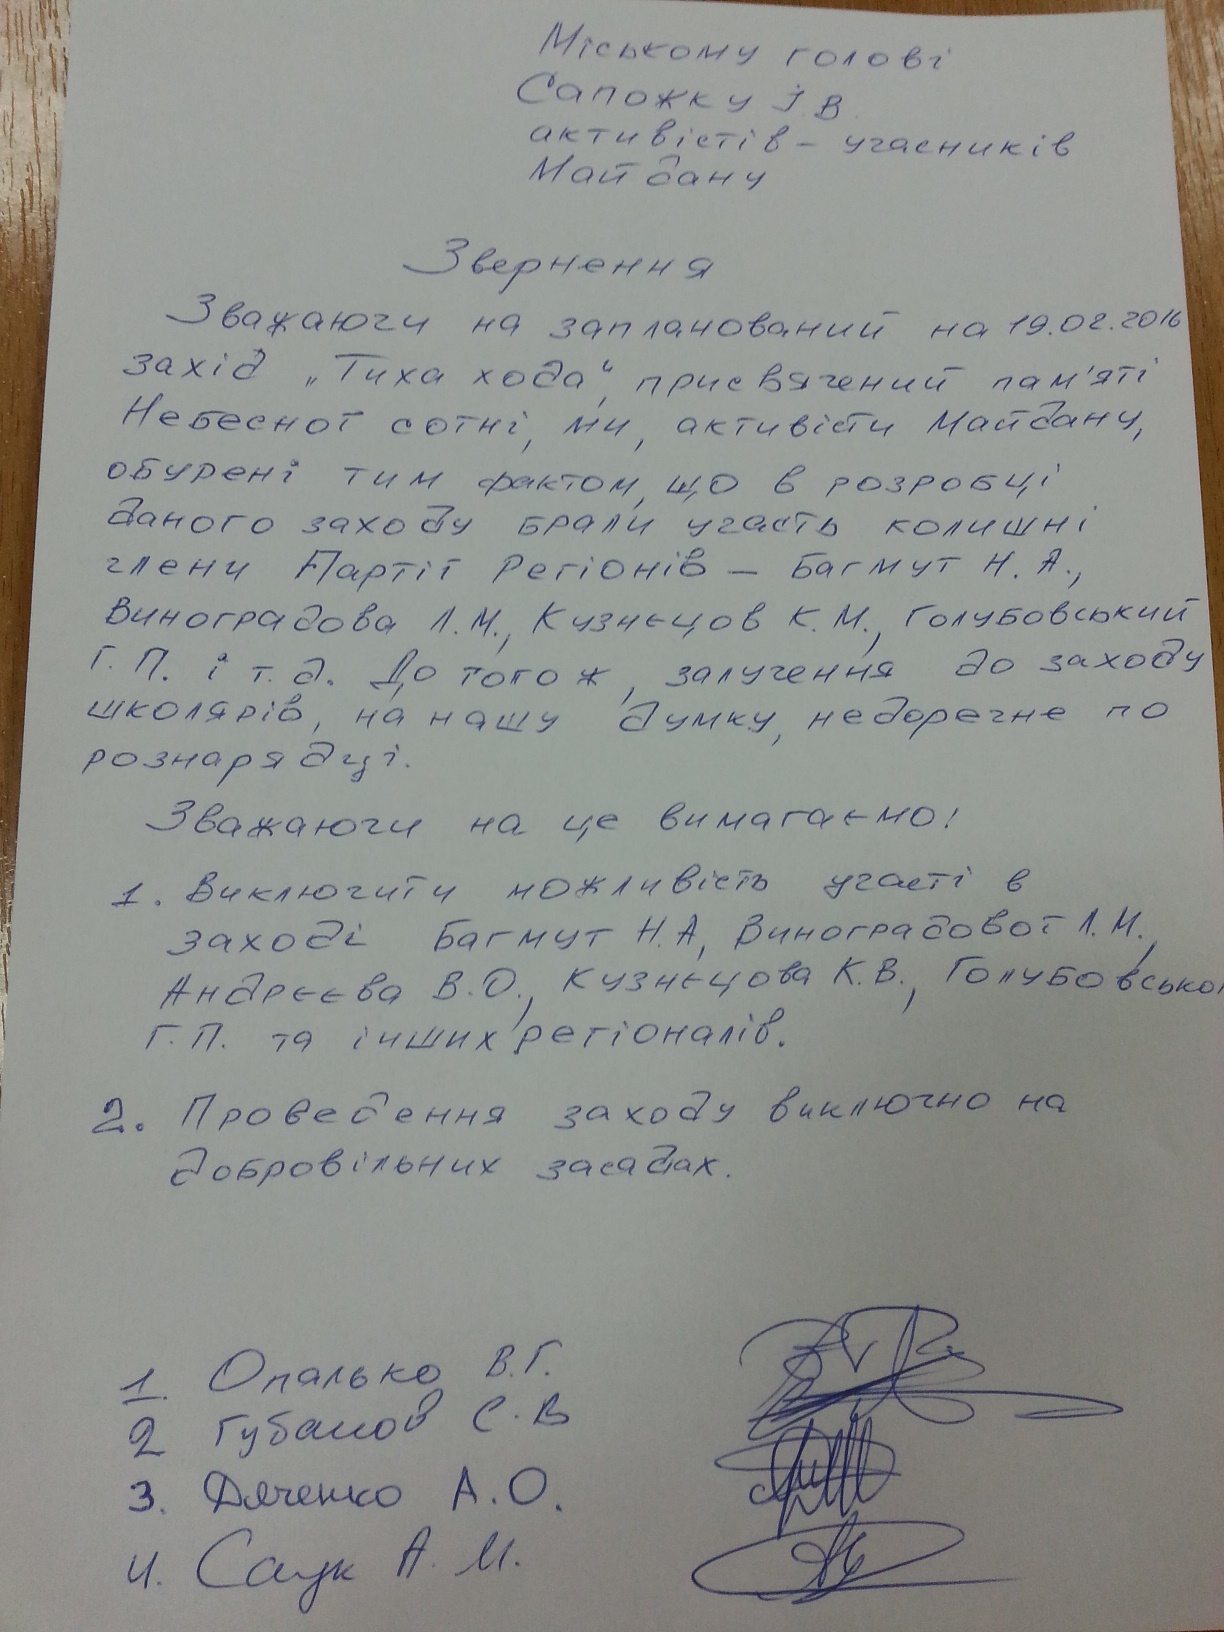 Міському голові
Сапожку І.В.
активістів – учасників
Майдану
Звернення
Зважаючи на запланований на 19.02.2016
захід „Тиха хода“, присвячений пам'яті
Небесної сотні, ми, активісти Майдану,
обурені тим фактом, що в розробці
даного заходу брали участь колишні
члени Партії Регіонів – Багмут Н.А.,
Виноградова Л.М., Кузнєцов К.М., Голубовський
Г.П. і т.д. До того ж, залучення до заходу
школярів, на нашу думку, недоречне по
рознарядці.
Зважаючи на це вимагаємо!
1. Виключити можливість участі в
заході Багмут Н.А, Виноградової Л.М.,
Андрєєва В.О., Кузнєцова К.В., Голубовсько
Г.П. та інших регіоналів.
2. Проведення заходу виключно на
добровільних засадах.
1. Опалько В.Г.
2 Губанов С.В
3. Дяченко А.О.
4. Саук А.М.